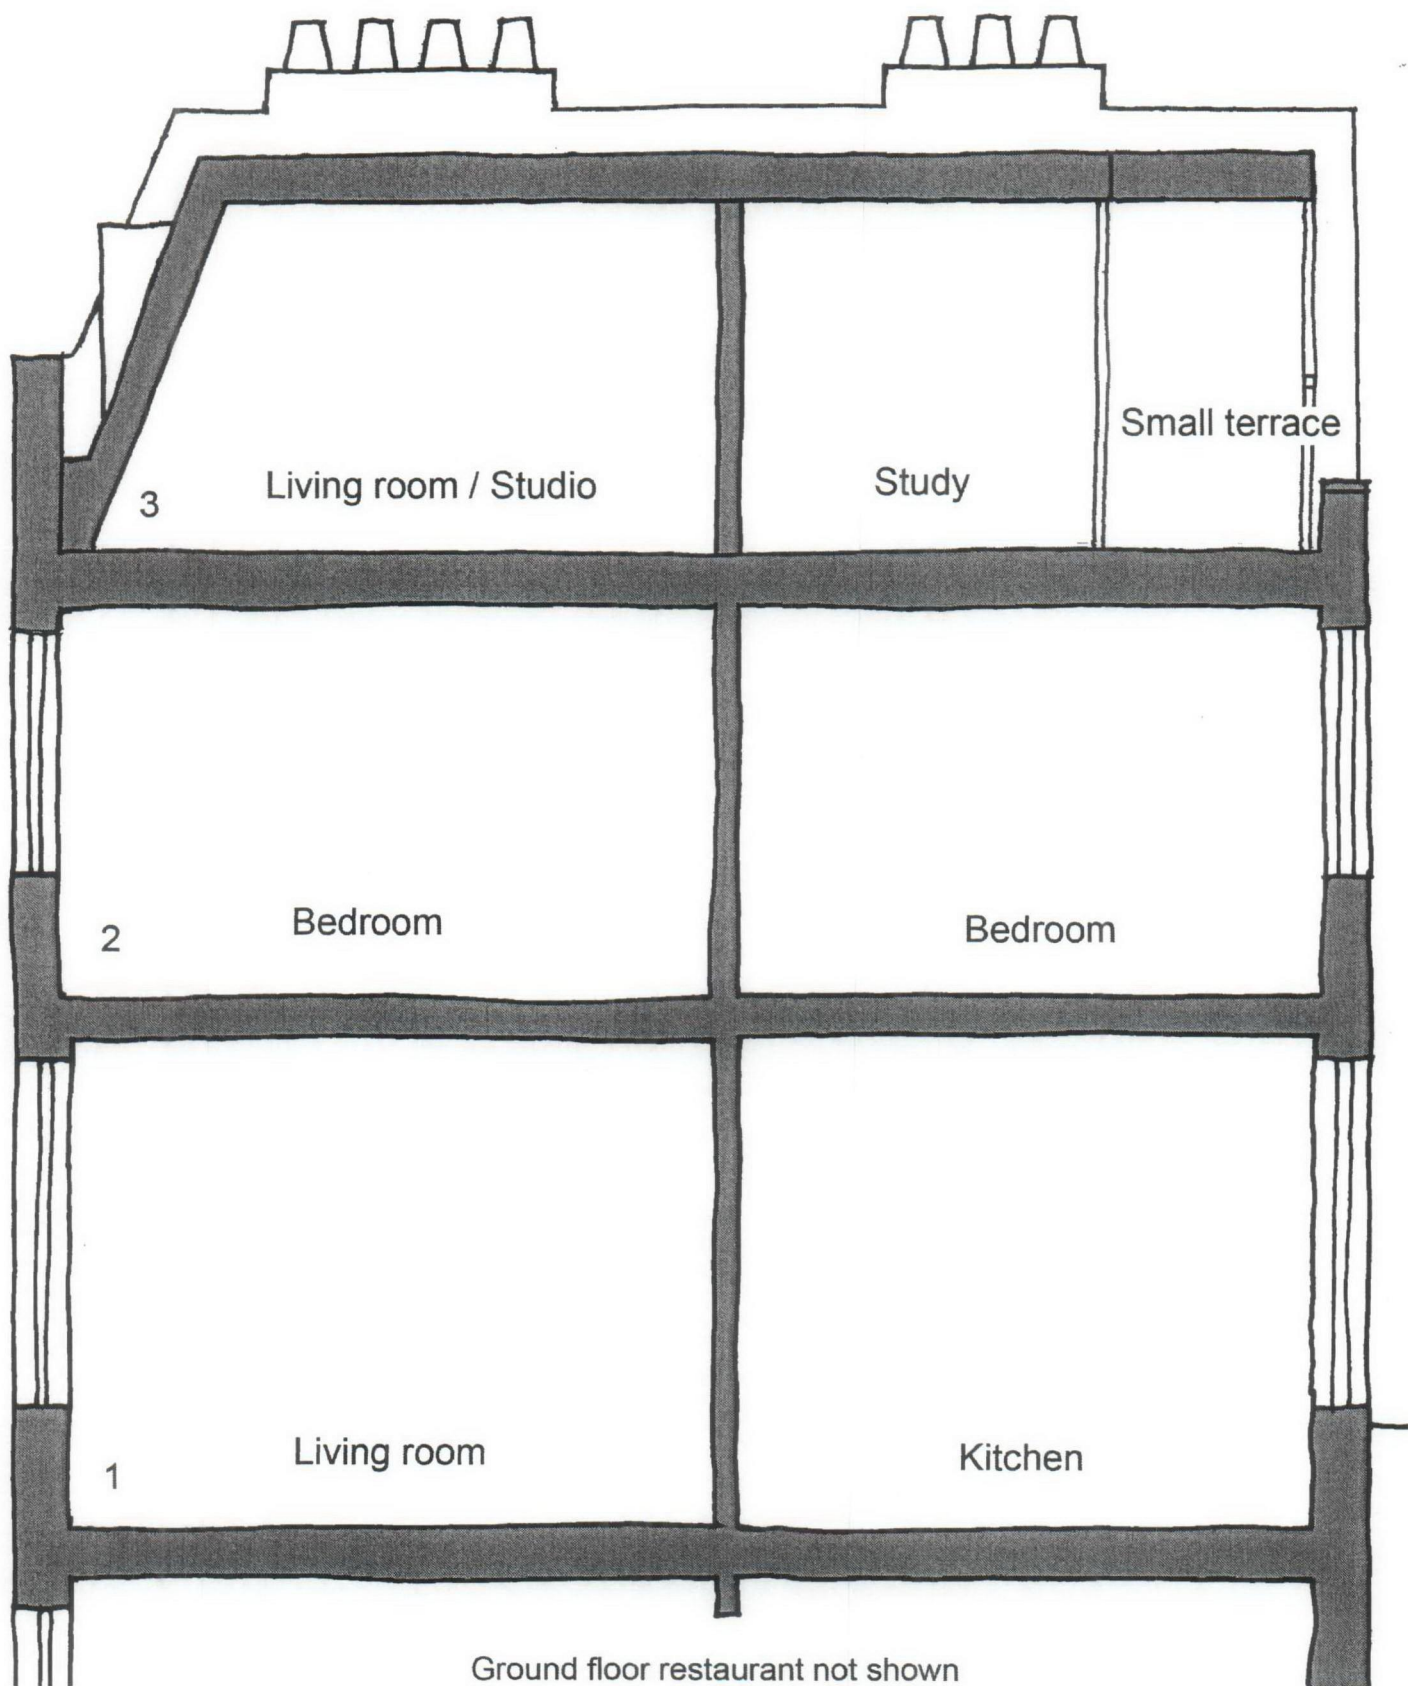 Small terrace
3
Living room / Studio
Study
2
Bedroom
Bedroom
1
Living room
Kitchen
Ground floor restaurant not shown